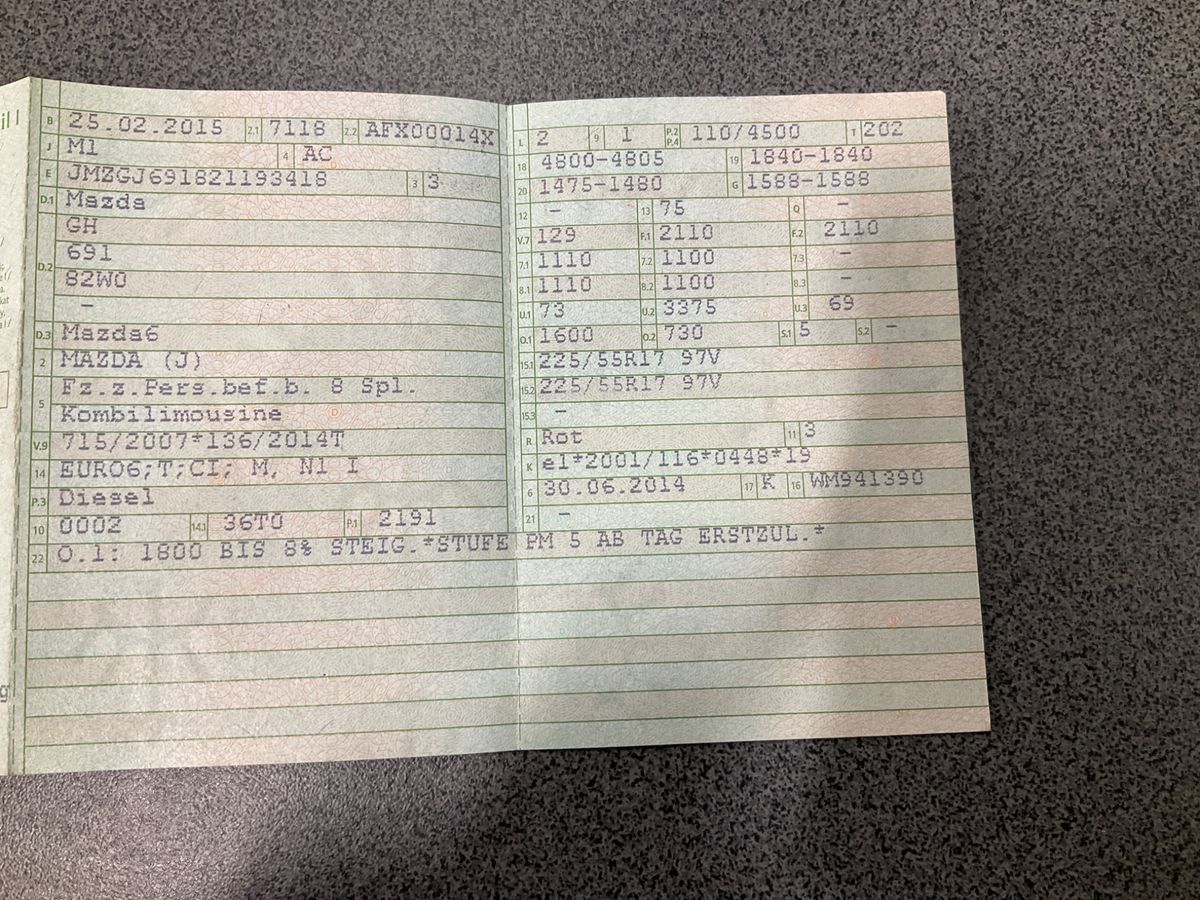 B 25.02.2015 2.1 7118 2.2 AFX00014X
J M1 4 AC
E JMZGJ691821193418 3 3
D.1 Mazda
D.2 GH
691
82W0
-
D.3 Mazda6
2 MAZDA (J)
5 Fz.z.Pers.bef.b. 8 Spl.
Kombilimousine
V.9 715/2007*136/2014T
14 EURO6;T;CI; M, N1 I
P.3 Diesel
10 0002 14.1 36T0 P.1 2191
22 O.1: 1800 BIS 8% STEIG.*STUFE PM 5 AB TAG ERSTZUL.*
L 2 9 1 P.2 P.4 110/4500 T 202
18 4800-4805 19 1840-1840
20 1475-1480 G 1588-1588
12 - 13 75 Q -
V.7 129 F.1 2110 F.2 2110
7.1 1110 7.2 1100 7.3 -
8.1 1110 8.2 1100 8.3 -
U.1 73 U.2 3375 U.3 69
O.1 1600 O.2 730 S.1 5 S.2 -
15.1 225/55R17 97V
15.2 225/55R17 97V
15.3 -
R Rot 11 3
K e1*2001/116*0448*19
6 30.06.2014 17 K 16 WM941390
21 -